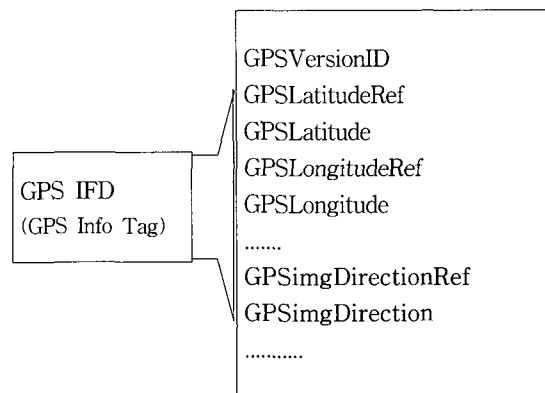 GPS IFD
(GPS Info Tag)
GPSVersionID
GPSLatitudeRef
GPSLatitude
GPSLongitudeRef
GPSLongitude
.......
GPSimgDirectionRef
GPSimgDirection
...........